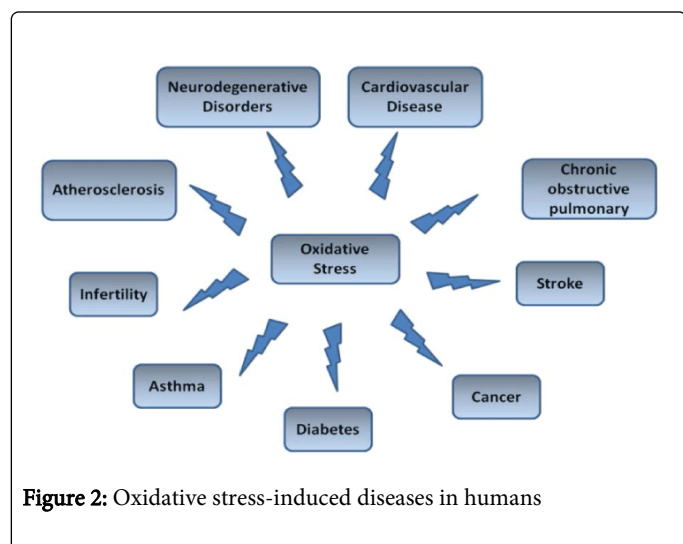 Neurodegenerative
Disorders
Cardiovascular
Disease
Atherosclerosis
Chronic
obstructive
pulmonary
Oxidative
Stress
Infertility
Stroke
Asthma
Cancer
Diabetes
Figure 2: Oxidative stress-induced diseases in humans